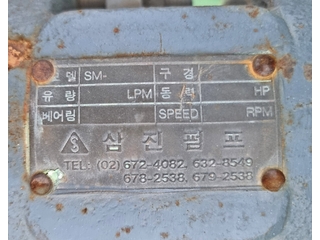 모델 SM- 구 경
유 량 LPM 동 력 HP
베어링 SPEED RPM
삼 진 펌 프
TEL: (02) 672-4082, 632-8549
678-2538, 679-2538